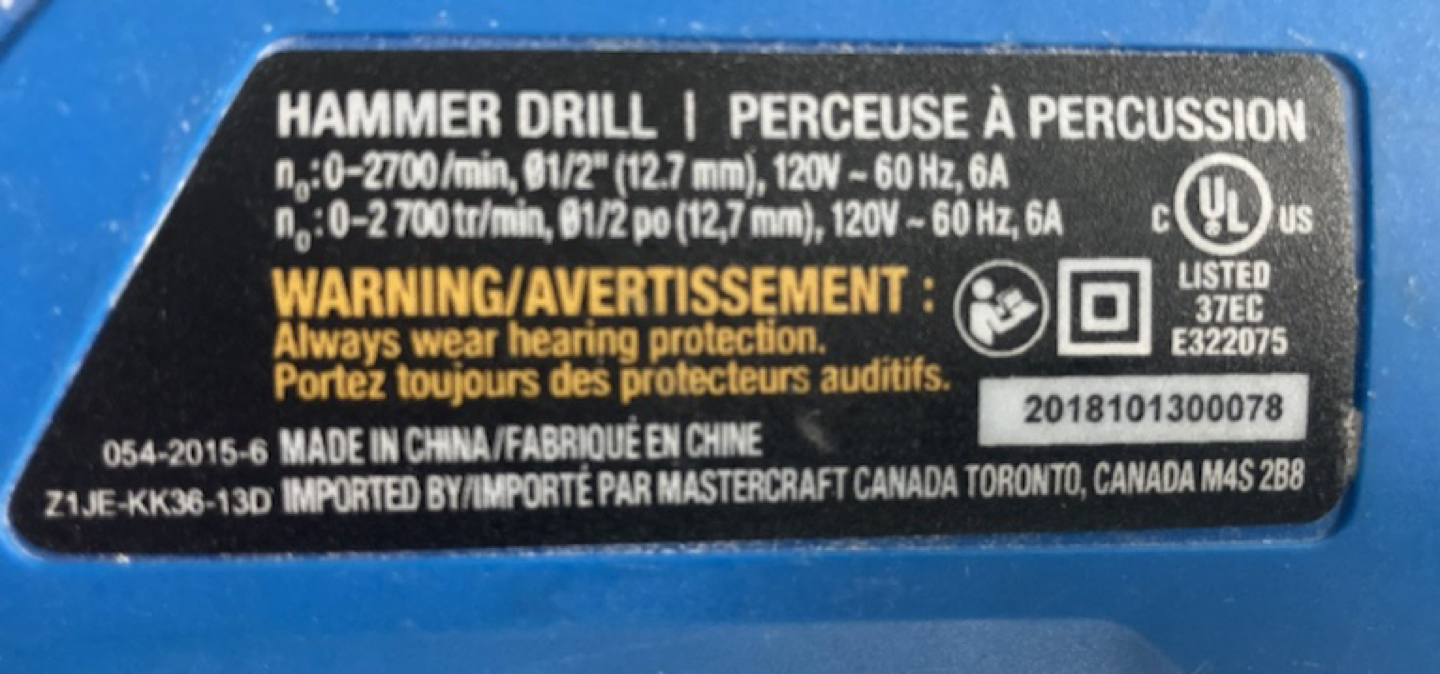 HAMMER DRILL | PERCEUSE À PERCUSSION
n₀: 0–2700/min, Ø1/2" (12.7 mm), 120V ~ 60 Hz, 6A
n₀: 0–2 700 tr/min, Ø1/2 po (12,7 mm), 120V ~ 60 Hz, 6A
C UL US
LISTED
37EC
E322075
WARNING/AVERTISSEMENT :
Always wear hearing protection.
Portez toujours des protecteurs auditifs.
2018101300078
054-2015-6 MADE IN CHINA/FABRIQUÉ EN CHINE
Z1JE-KK36-13D IMPORTED BY/IMPORTÉ PAR MASTERCRAFT CANADA TORONTO, CANADA M4S 2B8